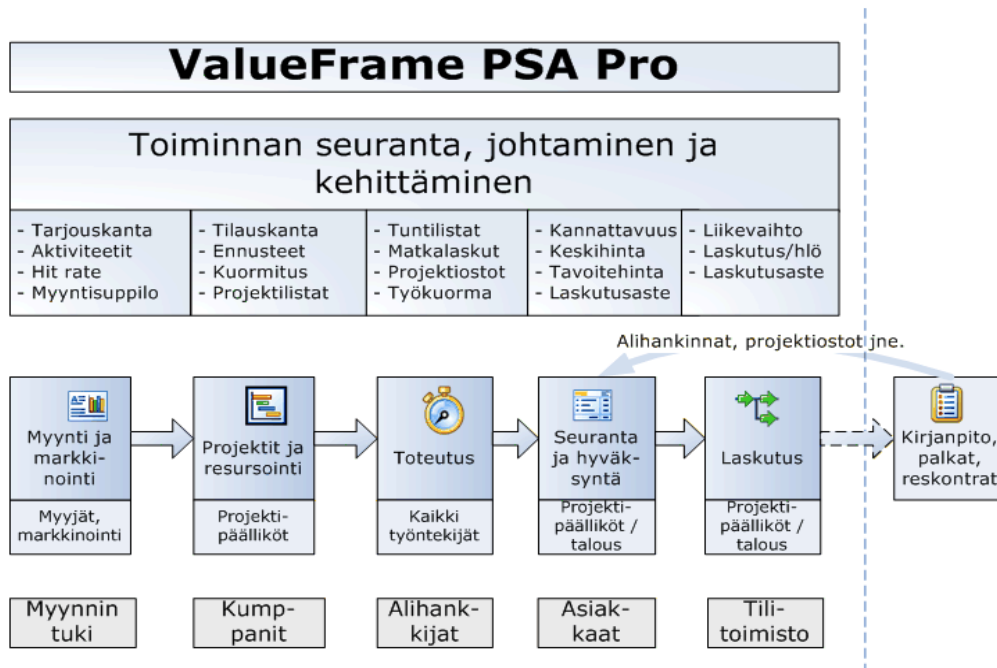 ValueFrame PSA Pro
Toiminnan seuranta, johtaminen ja
kehittäminen
- Tarjouskanta
- Aktiviteetit
- Hit rate
- Myyntisuppilo
- Tilauskanta
- Ennusteet
- Kuormitus
- Projektilistat
- Tuntilistat
- Matkalaskut
- Projektiostot
- Työkuorma
- Kannattavuus
- Keskihinta
- Tavoitehinta
- Laskutusaste
- Liikevaihto
- Laskutus/hlö
- Laskutusaste
Alihankinnat, projektiostot jne.
Myynti ja
markki-
nointi
Myyjät,
markkinointi
Projektit ja
resursointi
Projekti-
päälliköt
Toteutus
Kaikki
työntekijät
Seuranta
ja hyväk-
syntä
Projekti-
päälliköt /
talous
Laskutus
Projekti-
päälliköt /
talous
Kirjanpito,
palkat,
reskontrat
Myynnin
tuki
Kump-
panit
Alihank-
kijat
Asiak-
kaat
Tili-
toimisto